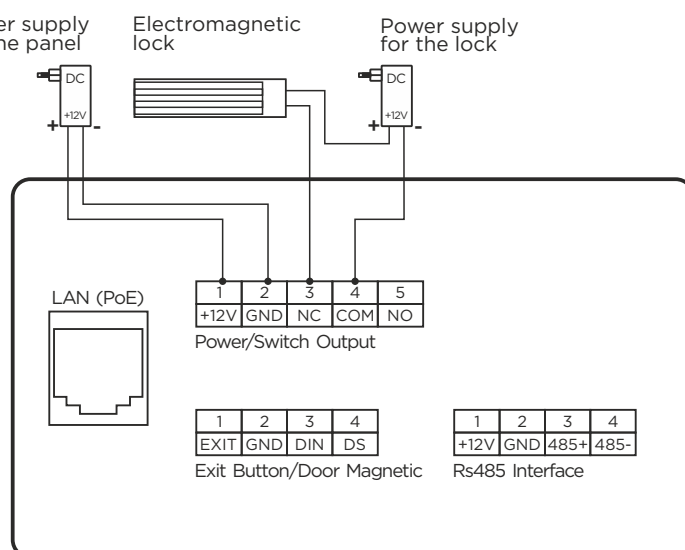 supply
panel
Electromagnetic
lock
Power supply
for the lock
DC
+12V
+ -
DC
+12V
+ -
LAN (PoE)
1 2 3 4 5
+12V GND NC COM NO
Power/Switch Output
1 2 3 4
EXIT GND DIN DS
Exit Button/Door Magnetic
1 2 3 4
+12V GND 485+ 485-
Rs485 Interface